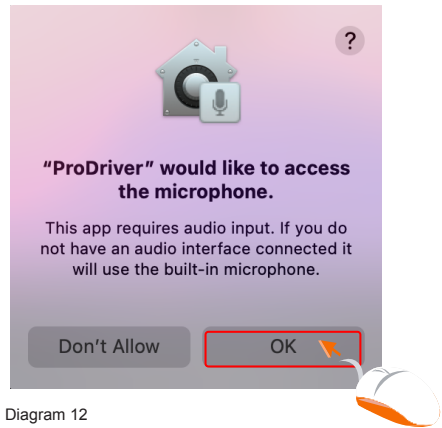 ?
“ProDriver” would like to access
the microphone.
This app requires audio input. If you do
not have an audio interface connected it
will use the built-in microphone.
Don’t Allow
OK
Diagram 12